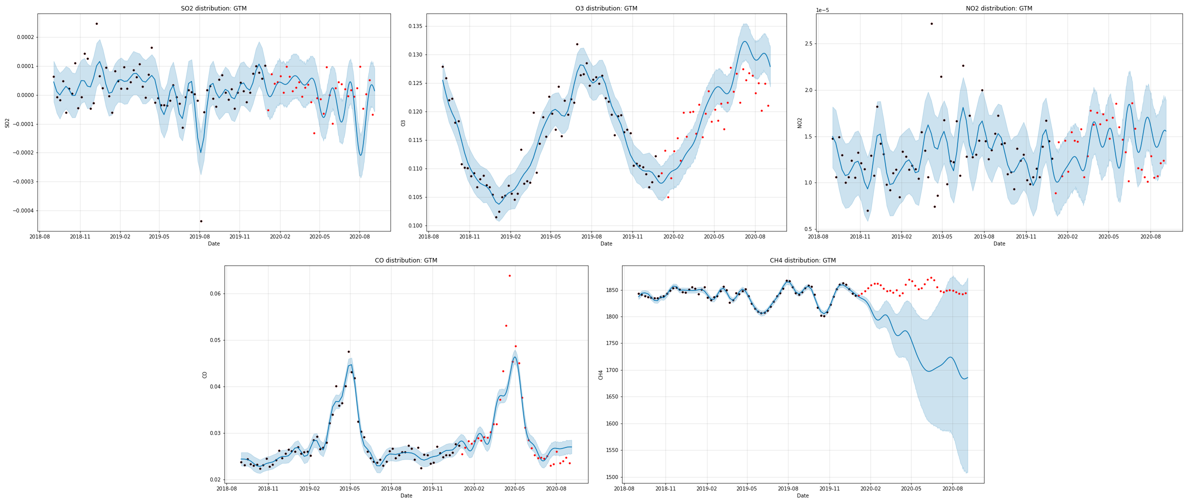 SO2 distribution: GTM
0.0002
0.0001
0.0000
−0.0001
−0.0002
−0.0003
−0.0004
SO2
2018-08 2018-11 2019-02 2019-05 2019-08 2019-11 2020-02 2020-05 2020-08
Date
O3 distribution: GTM
0.135
0.130
0.125
0.120
0.115
0.110
0.105
0.100
O3
2018-08 2018-11 2019-02 2019-05 2019-08 2019-11 2020-02 2020-05 2020-08
Date
NO2 distribution: GTM
1e−5
2.5
2.0
1.5
1.0
0.5
NO2
2018-08 2018-11 2019-02 2019-05 2019-08 2019-11 2020-02 2020-05 2020-08
Date
CO distribution: GTM
0.06
0.05
0.04
0.03
0.02
CO
2018-08 2018-11 2019-02 2019-05 2019-08 2019-11 2020-02 2020-05 2020-08
Date
CH4 distribution: GTM
1850
1800
1750
1700
1650
1600
1550
1500
CH4
2018-08 2018-11 2019-02 2019-05 2019-08 2019-11 2020-02 2020-05 2020-08
Date